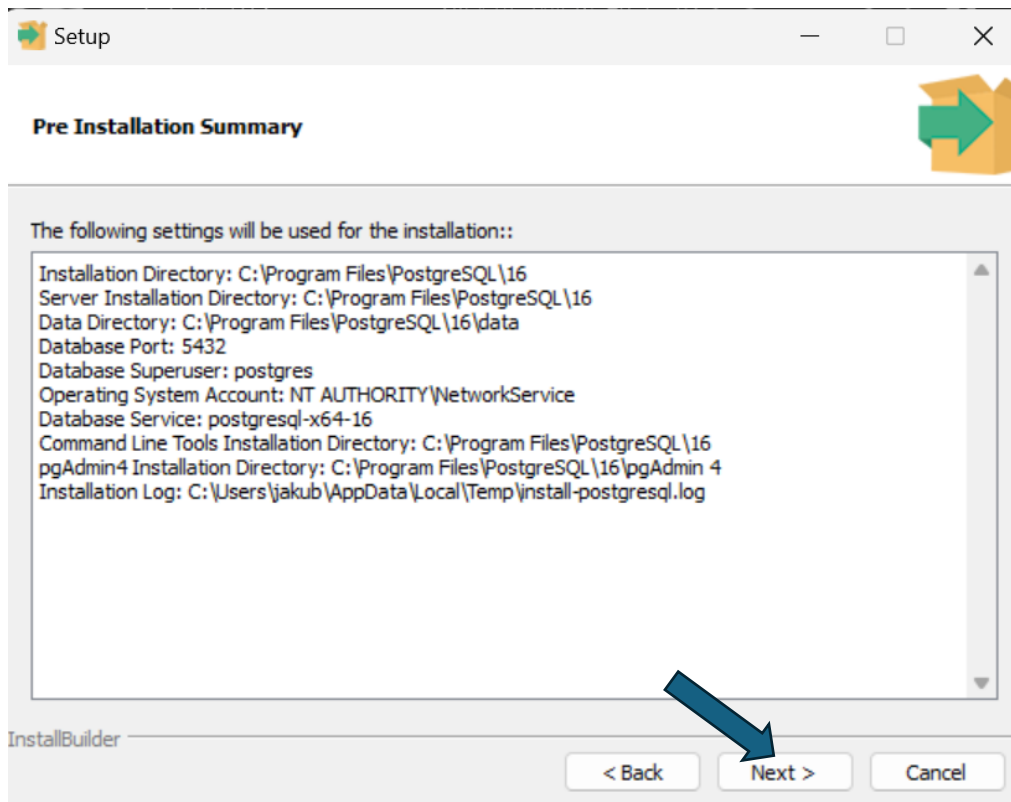 Setup
Pre Installation Summary
The following settings will be used for the installation::
Installation Directory: C:\Program Files\PostgreSQL\16
Server Installation Directory: C:\Program Files\PostgreSQL\16
Data Directory: C:\Program Files\PostgreSQL\16\data
Database Port: 5432
Database Superuser: postgres
Operating System Account: NT AUTHORITY\NetworkService
Database Service: postgresql-x64-16
Command Line Tools Installation Directory: C:\Program Files\PostgreSQL\16
pgAdmin4 Installation Directory: C:\Program Files\PostgreSQL\16\pgAdmin 4
Installation Log: C:\Users\jakub\AppData\Local\Temp\install-postgresql.log
InstallBuilder
< Back Next > Cancel